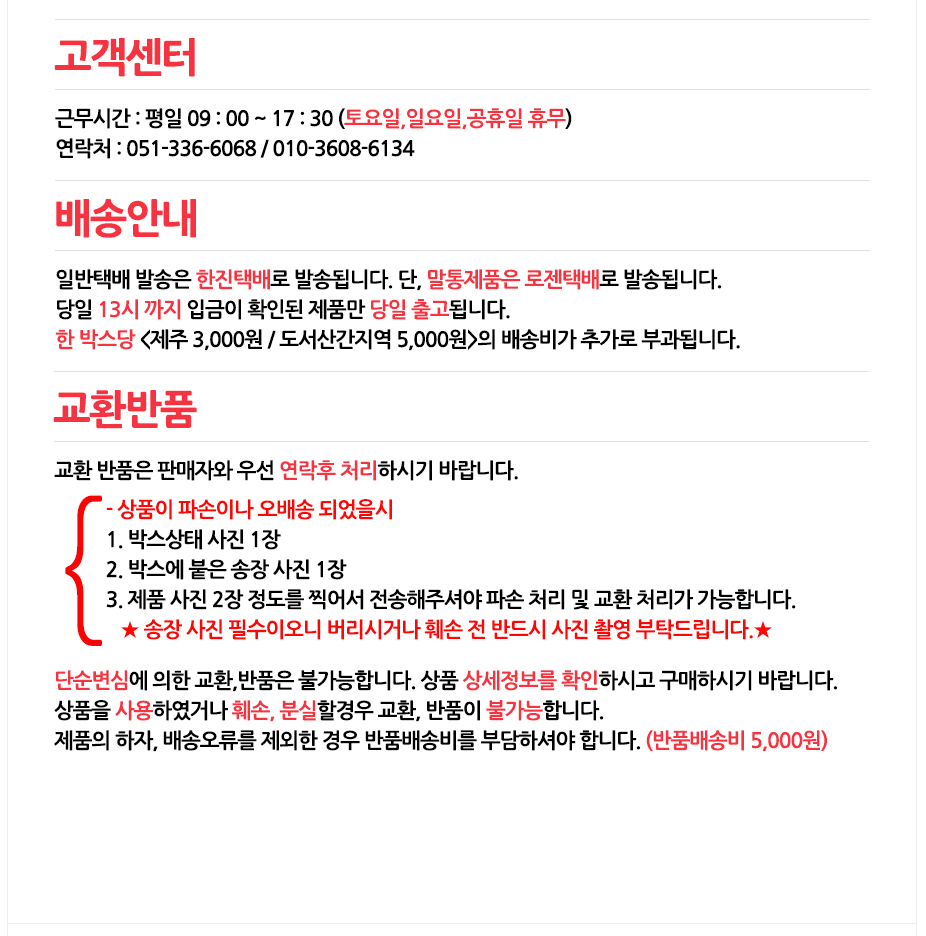 고객센터
근무시간 : 평일 09 : 00 ~ 17 : 30 (토요일,일요일,공휴일 휴무)
연락처 : 051-336-6068 / 010-3608-6134
배송안내
일반택배 발송은 한진택배로 발송됩니다. 단, 말통제품은 로젠택배로 발송됩니다.
당일 13시 까지 입금이 확인된 제품만 당일 출고됩니다.
한 박스당 <제주 3,000원 / 도서산간지역 5,000원>의 배송비가 추가로 부과됩니다.
교환반품
교환 반품은 판매자와 우선 연락후 처리하시기 바랍니다.
- 상품이 파손이나 오배송 되었을시
1. 박스상태 사진 1장
2. 박스에 붙은 송장 사진 1장
3. 제품 사진 2장 정도를 찍어서 전송해주셔야 파손 처리 및 교환 처리가 가능합니다.
★ 송장 사진 필수이오니 버리시거나 훼손 전 반드시 사진 촬영 부탁드립니다.★
단순변심에 의한 교환,반품은 불가능합니다. 상품 상세정보를 확인하시고 구매하시기 바랍니다.
상품을 사용하였거나 훼손, 분실할경우 교환, 반품이 불가능합니다.
제품의 하자, 배송오류를 제외한 경우 반품배송비를 부담하셔야 합니다. (반품배송비 5,000원)